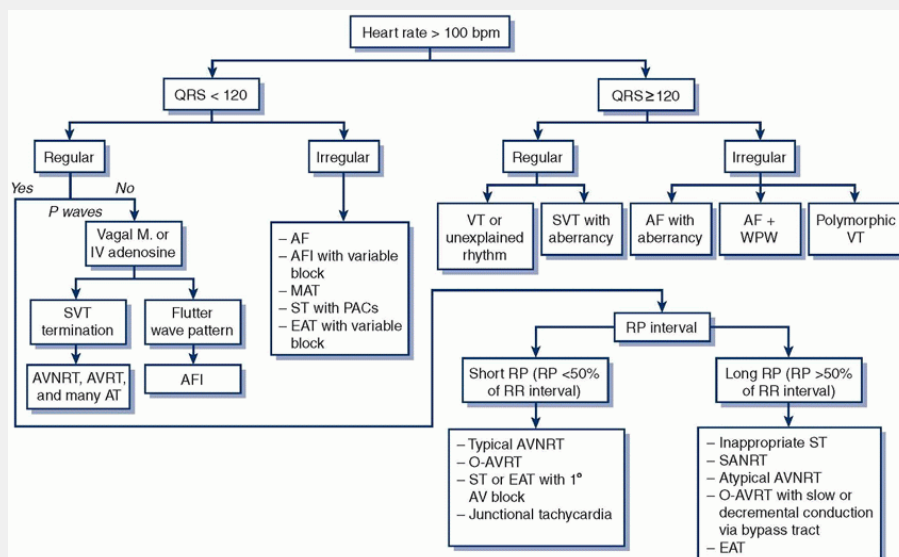 Heart rate > 100 bpm
QRS < 120
QRS ≥ 120
Regular
Irregular
Regular
Irregular
Yes
No
P waves
Vagal M. or
IV adenosine
– AF
– AFI with variable
block
– MAT
– ST with PACs
– EAT with variable
block
VT or
unexplained
rhythm
SVT with
aberrancy
AF with
aberrancy
AF +
WPW
Polymorphic
VT
SVT
termination
Flutter
wave pattern
AVNRT, AVRT,
and many AT
AFI
RP interval
Short RP (RP <50%
of RR interval)
Long RP (RP >50%
of RR interval)
– Typical AVNRT
– O-AVRT
– ST or EAT with 1°
AV block
– Junctional tachycardia
– Inappropriate ST
– SANRT
– Atypical AVNRT
– O-AVRT with slow or
decremental conduction
via bypass tract
– EAT